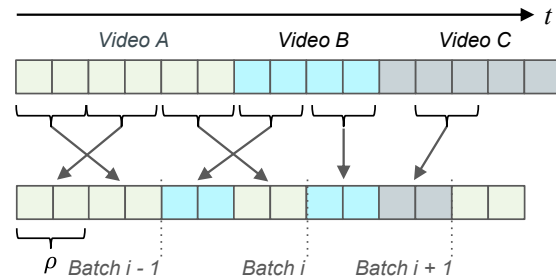 t
Video A Video B Video C
ρ
Batch i - 1 Batch i Batch i + 1